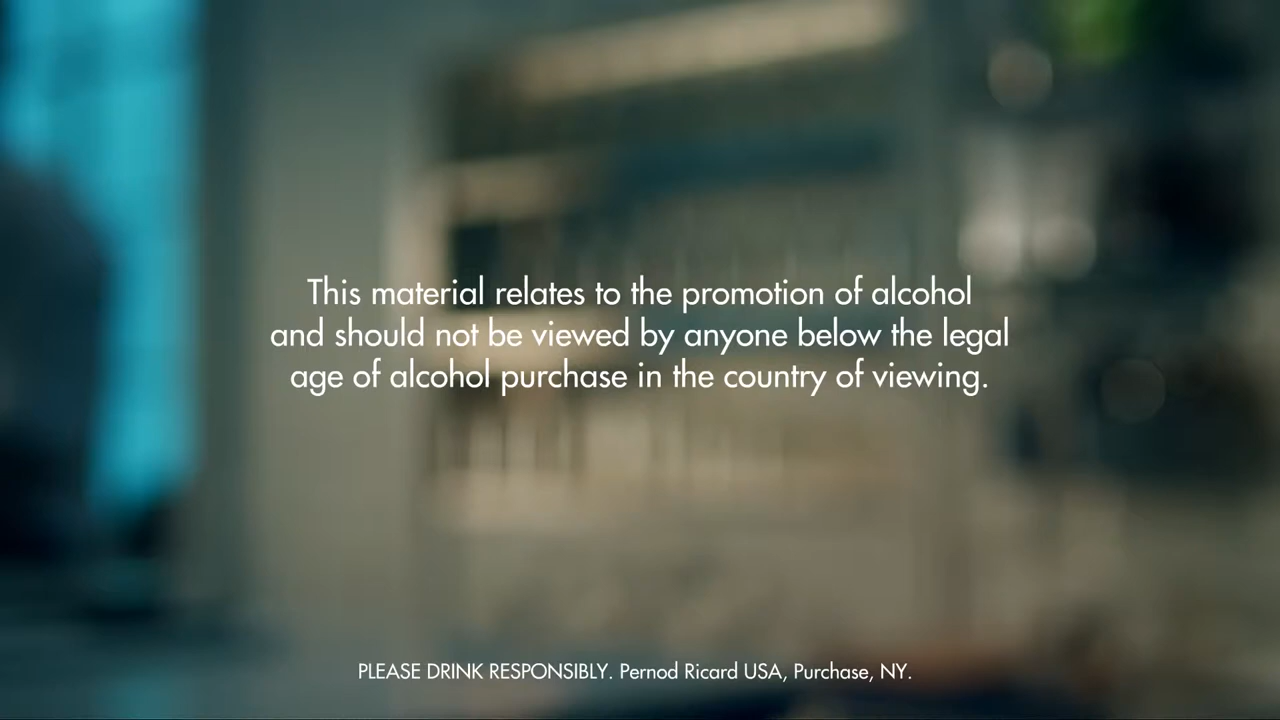 This material relates to the promotion of alcohol
and should not be viewed by anyone below the legal
age of alcohol purchase in the country of viewing.
PLEASE DRINK RESPONSIBLY. Pernod Ricard USA, Purchase, NY.